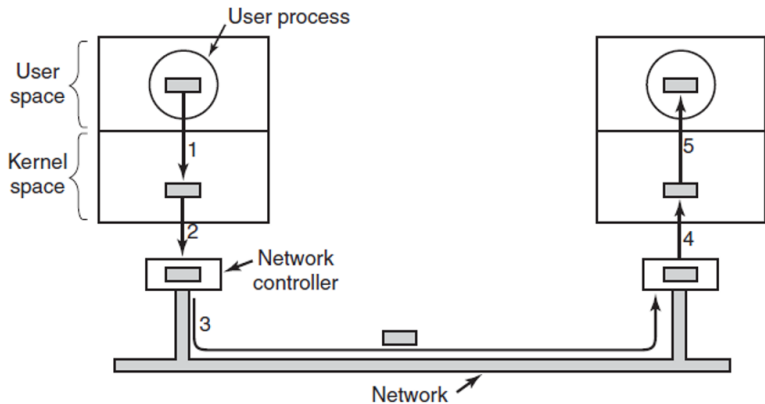 User process
User
space
1
5
Kernel
space
2
4
Network
controller
3
Network